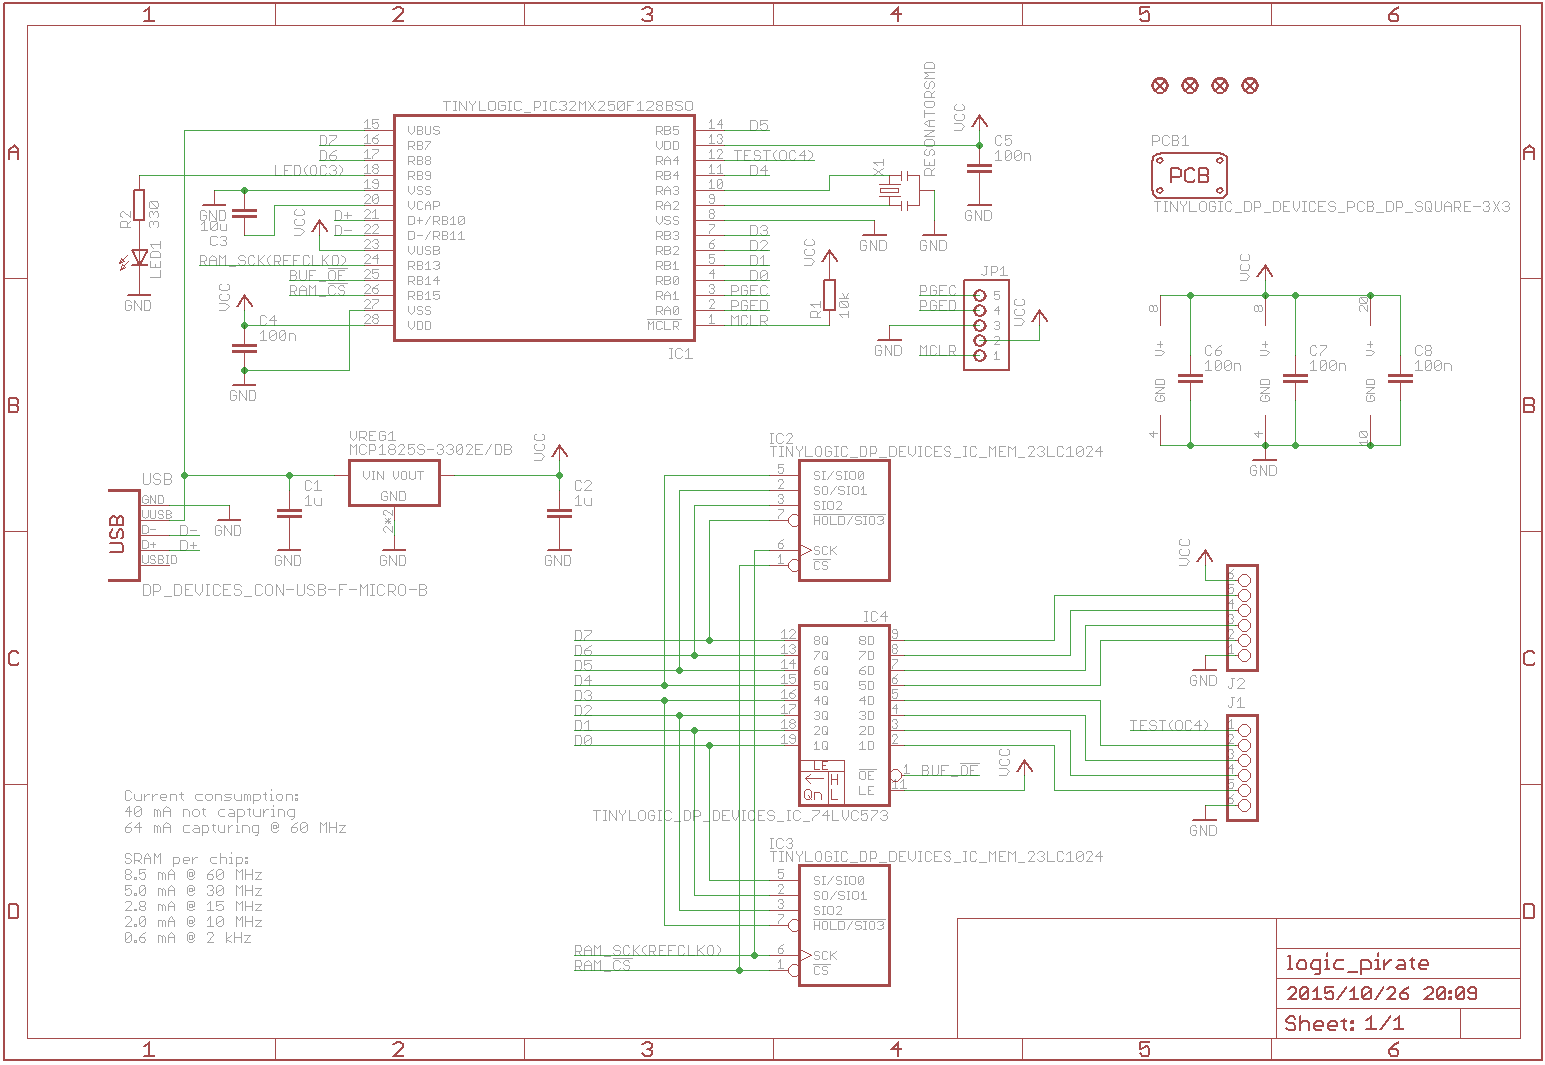 1 2 3 4 5 6
A
B
C
D
A
B
C
D
1 2 3 4 5 6
TINYLOGIC_PIC32MX250F128BSO
15 VBUS
D7 16 RB7
D6 17 RB8
LED(OC3) 18 RB9
19 VSS
20 VCAP
D+ 21 D+/RB10
D- 22 D-/RB11
23 VUSB
RAM_SCK(REFCLKO) 24 RB13
BUF_OE 25 RB14
RAM_CS 26 RB15
27 VSS
28 VDD
RB5 14 D5
VDD 13
RA4 12 TEST(OC4)
RB4 11 D4
RA3 10
RA2 9
VSS 8
RB3 7 D3
RB2 6 D2
RB1 5 D1
RB0 4 D0
RA1 3 PGEC
RA0 2 PGED
MCLR 1 MCLR
IC1
R2
330
LED1
GND
GND
10u
C3
VCC
VCC
C4
100n
GND
X1
RESONATORSMD
GND
GND
VCC
C5
100n
GND
VCC
R1
10k
JP1
PGEC 5
PGED 4
3
2
MCLR 1
GND
VCC
PCB1
PCB
TINYLOGIC_DP_DEVICES_PCB_DP_SQUARE-3X3
VCC
8 8 20
V+ V+ V+
C6
100n
C7
100n
C8
100n
GND GND GND
4 4 10
GND
USB
USB
GND
VUSB
D- D-
D+ D+
USBID
DP_DEVICES_CON-USB-F-MICRO-B
GND
C1
1u
GND
VREG1
MCP1825S-3302E/DB
VIN VOUT
GND
2*2
GND
VCC
C2
1u
GND
IC2
TINYLOGIC_DP_DEVICES_IC_MEM_23LC1024
5 SI/SIO0
2 SO/SIO1
3 SIO2
7 HOLD/SIO3
6 SCK
1 CS
IC4
D7 12 8Q 8D 9
D6 13 7Q 7D 8
D5 14 6Q 6D 7
D4 15 5Q 5D 6
D3 16 4Q 4D 5
D2 17 3Q 3D 4
D1 18 2Q 2D 3
D0 19 1Q 1D 2
LE
H
Qn L
OE 1 BUF_OE
LE 11
VCC
TINYLOGIC_DP_DEVICES_IC_74LVC573
IC3
TINYLOGIC_DP_DEVICES_IC_MEM_23LC1024
5 SI/SIO0
2 SO/SIO1
3 SIO2
7 HOLD/SIO3
RAM_SCK(REFCLKO) 6 SCK
RAM_CS 1 CS
VCC
6
5
4
3
2
1
GND
J2
J1
TEST(OC4) 1
2
3
4
5
6
GND
Current consumption:
40 mA not capturing
64 mA capturing @ 60 MHz
SRAM per chip:
8.5 mA @ 60 MHz
5.0 mA @ 30 MHz
2.8 mA @ 15 MHz
2.0 mA @ 10 MHz
0.6 mA @ 2 kHz
logic_pirate
2015/10/26 20:09
Sheet: 1/1